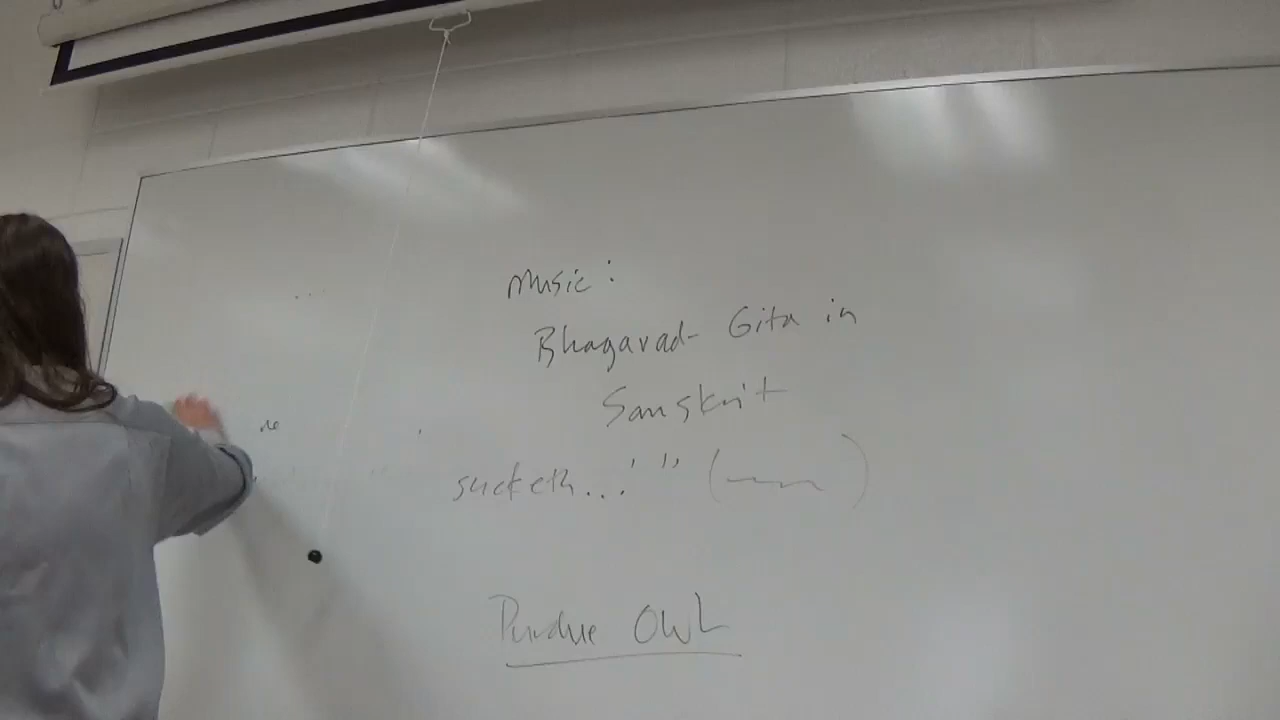 Music:
Bhagavad-Gita in
Sanskrit
sucketh...' " ( )
Purdue OWL